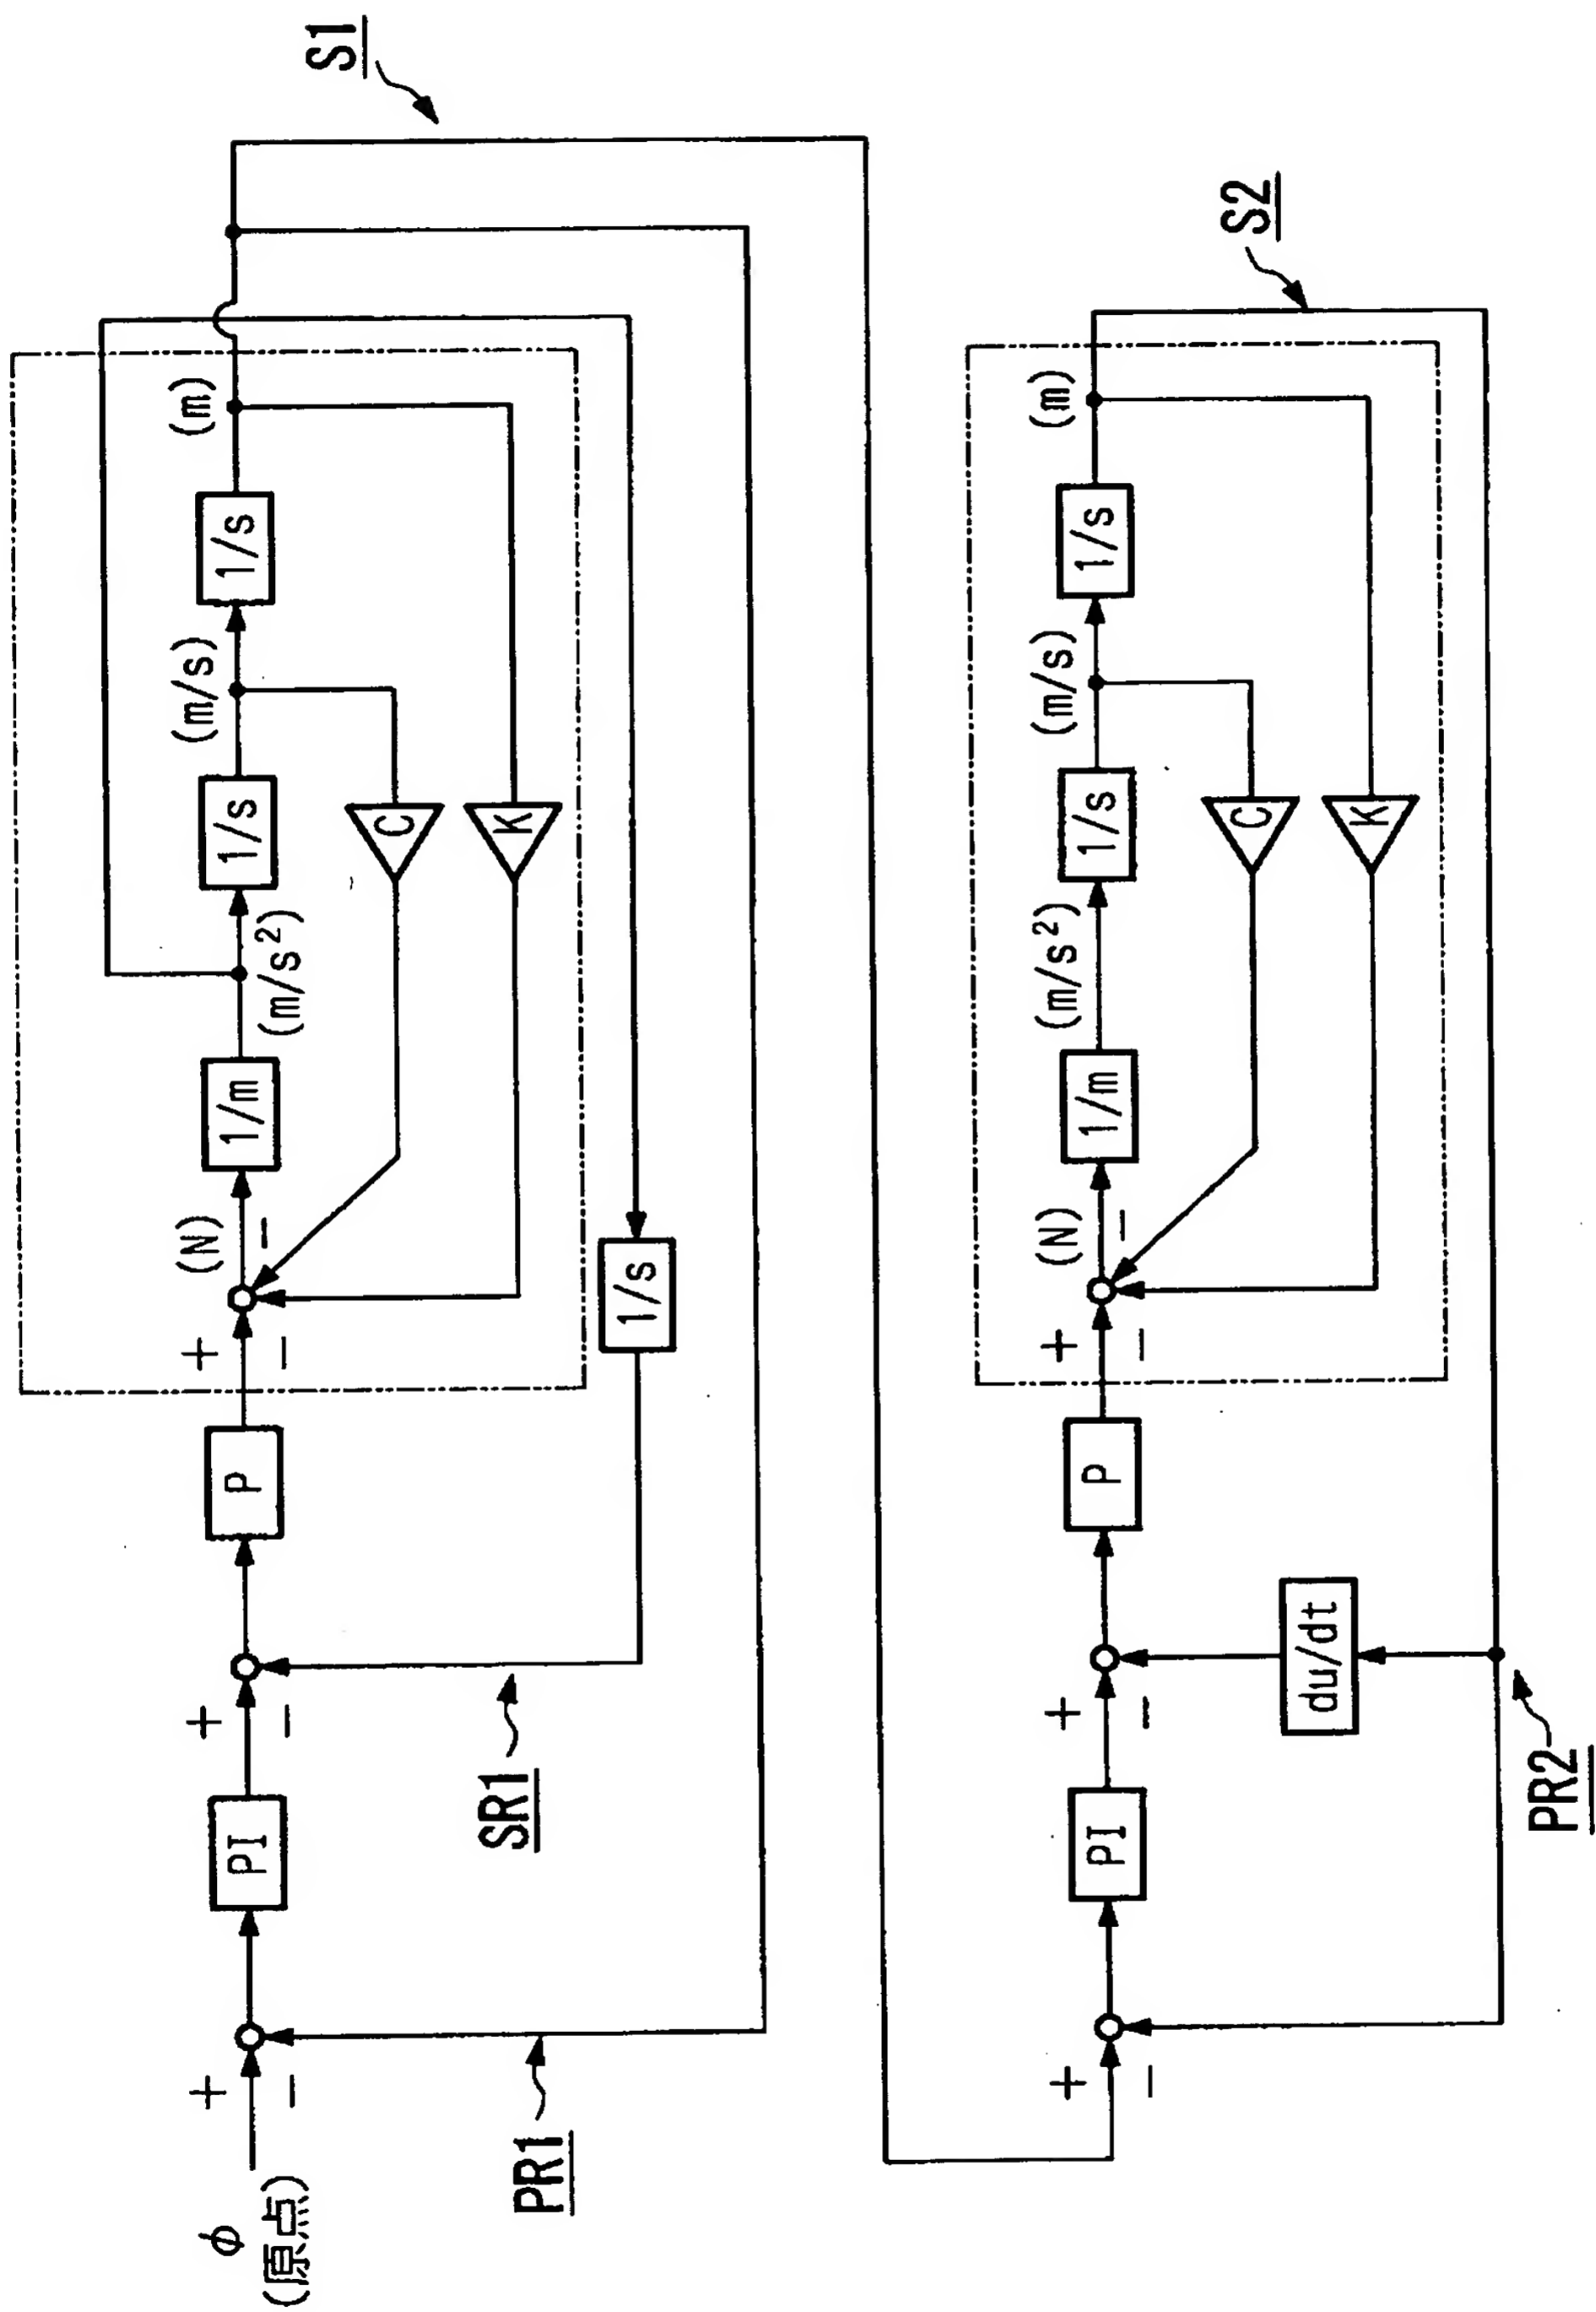 S1
φ
(原点)
+
−
PI
+
−
P
+
−
(N)
−
1/m
(m/s²)
1/s
(m/s)
1/s
(m)
C
K
1/s
SR1
PR1
S2
+
−
PI
+
−
P
+
−
(N)
−
1/m
(m/s²)
1/s
(m/s)
1/s
(m)
C
K
du/dt
PR2